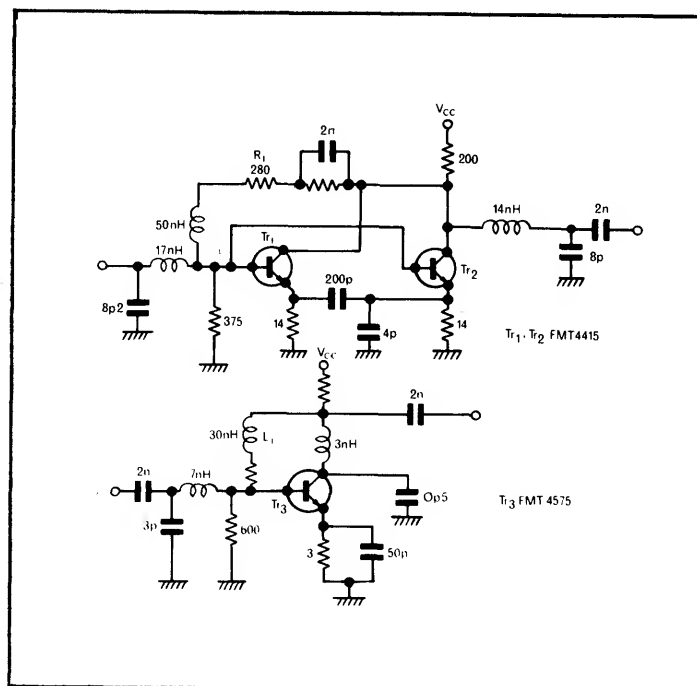 2n
VCC
R1
280
200
50nH
14nH
2n
17nH
Tr1
Tr2
8p
200p
8p2
375
14
4p
14
Tr1, Tr2 FMT4415
VCC
2n
30nH
L1
3nH
2n
7nH
Tr3
0p5
Tr3 FMT 4575
3p
600
3
50p